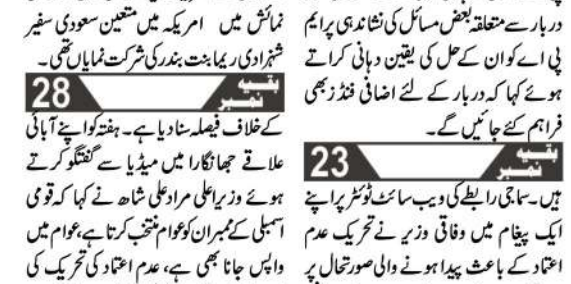 دربار سے متعلقہ بعض مسائل کی نشاندہی پر ایم
پی اے کو ان کے حل کی یقین دہانی کراتے
ہوئے کہا کہ دربار کے لئے اضافی فنڈز بھی
فراہم کئے جائیں گے۔
بقیہ نمبر 23
ہیں۔ سماجی رابطے کی ویب سائٹ ٹوئٹر پر اپنے
ایک پیغام میں وفاقی وزیر نے تحریک عدم
اعتماد کے باعث پیدا ہونے والی صورتحال پر
نمائش میں امریکہ میں متعین سعودی سفیر
شہزادی ریما بنت بندر کی شرکت نمایاں تھی۔
بقیہ نمبر 28
کے خلاف فیصلہ سنا دیا ہے۔ ہفتہ کو اپنے آبائی
علاقے جھانگارا میں میڈیا سے گفتگو کرتے
ہوئے وزیراعلی مراد علی شاہ نے کہا کہ قومی
اسمبلی کے ممبران کو عوام منتخب کرتا ہے، عوام میں
واپس جانا بھی ہے، عدم اعتماد کی تحریک کی